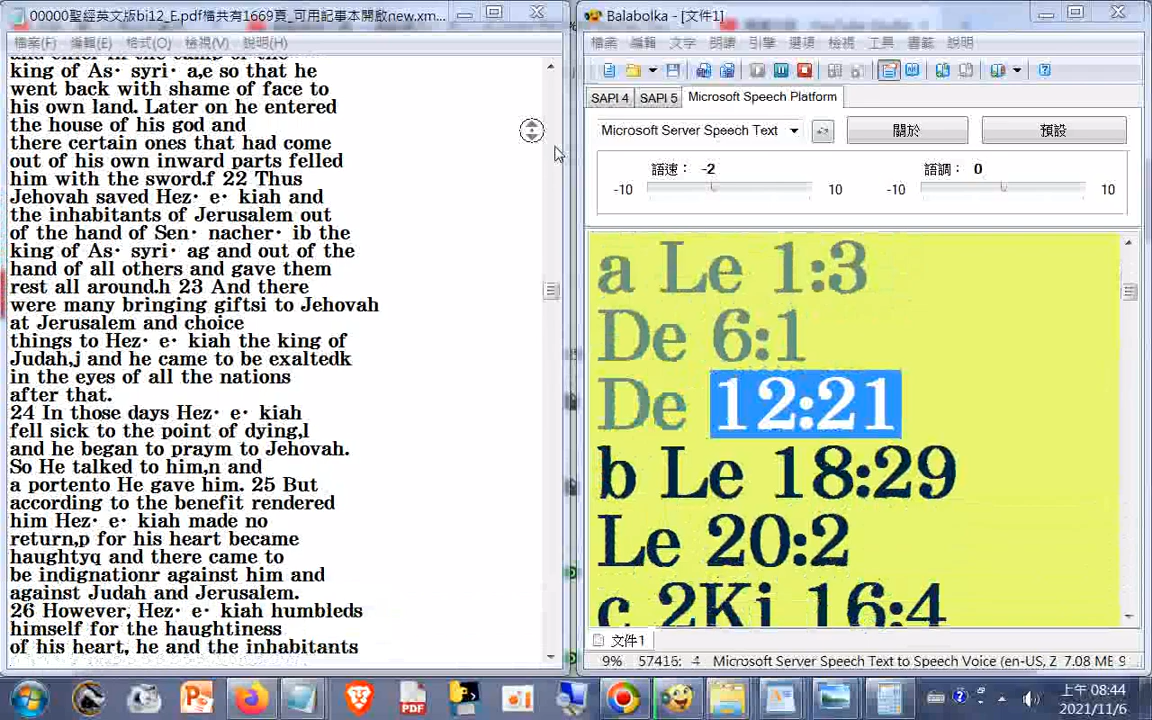 00000聖經英文版bi12_E.pdf檔共有1669頁_可用記事本開啟new.xm...
檔案(F) 編輯(E) 格式(O) 檢視(V) 說明(H)
king of As· syri· a,e so that he
went back with shame of face to
his own land. Later on he entered
the house of his god and
there certain ones that had come
out of his own inward parts felled
him with the sword.f 22 Thus
Jehovah saved Hez· e· kiah and
the inhabitants of Jerusalem out
of the hand of Sen· nacher· ib the
king of As· syri· ag and out of the
hand of all others and gave them
rest all around.h 23 And there
were many bringing giftsi to Jehovah
at Jerusalem and choice
things to Hez· e· kiah the king of
Judah,j and he came to be exaltedk
in the eyes of all the nations
after that.
24 In those days Hez· e· kiah
fell sick to the point of dying,l
and he began to praym to Jehovah.
So He talked to him,n and
a portento He gave him. 25 But
according to the benefit rendered
him Hez· e· kiah made no
return,p for his heart became
haughtyq and there came to
be indignationr against him and
against Judah and Jerusalem.
26 However, Hez· e· kiah humbleds
himself for the haughtiness
of his heart, he and the inhabitants
Balabolka - [文件1]
檔案 編輯 文字 朗讀 引擎 選項 檢視 工具 書籤 說明
SAPI 4 SAPI 5 Microsoft Speech Platform
Microsoft Server Speech Text 關於 預設
語速: -2 語調: 0
-10 10 -10 10
a Le 1:3
De 6:1
De 12:21
b Le 18:29
Le 20:2
c 2Ki 16:4
文件1
9% 57416: 4 Microsoft Server Speech Text to Speech Voice (en-US, Z 7.08 MB 9
上午 08:44
2021/11/6